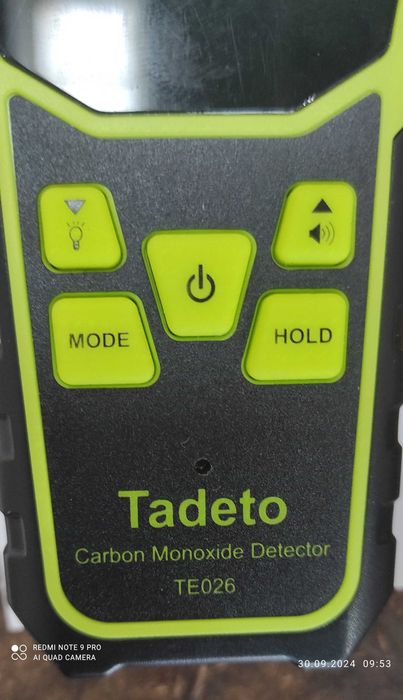 MODE
HOLD
Tadeto
Carbon Monoxide Detector
TE026
REDMI NOTE 9 PRO
AI QUAD CAMERA
30.09.2024 09:53